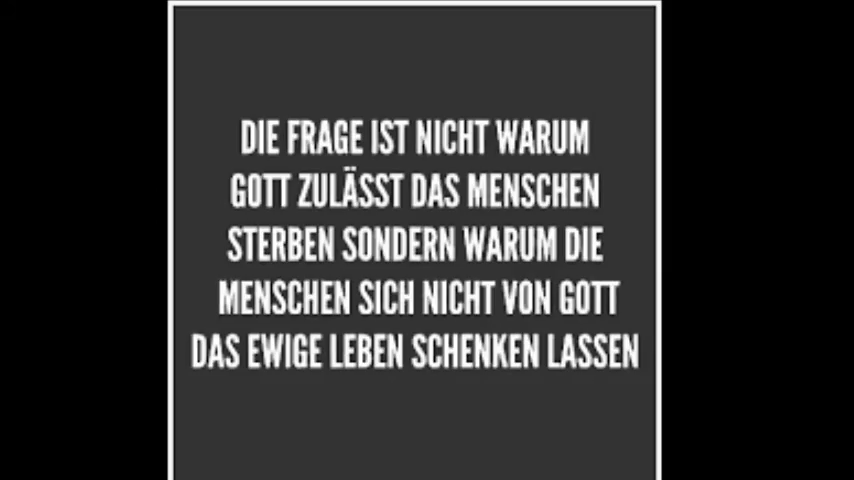 DIE FRAGE IST NICHT WARUM
GOTT ZULÄSST DAS MENSCHEN
STERBEN SONDERN WARUM DIE
MENSCHEN SICH NICHT VON GOTT
DAS EWIGE LEBEN SCHENKEN LASSEN